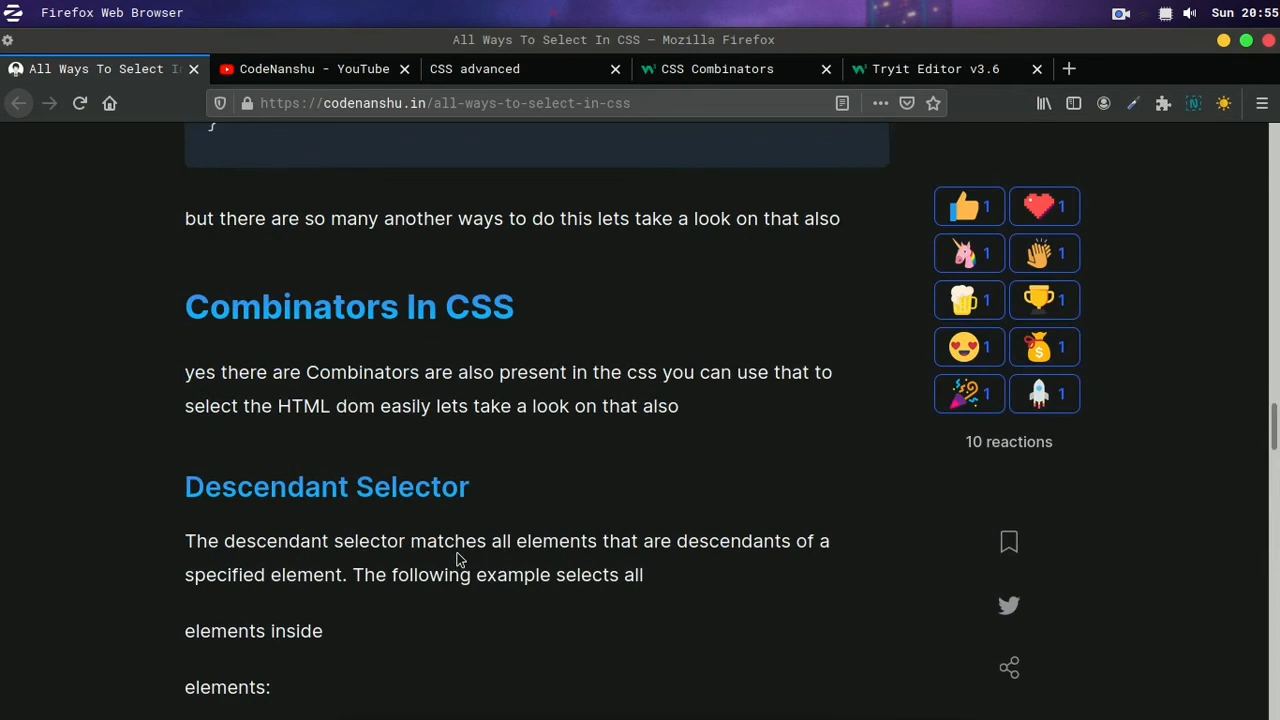 Firefox Web Browser
Sun 20:55
All Ways To Select In CSS — Mozilla Firefox
All Ways To Select In
CodeNanshu - YouTube
CSS advanced
CSS Combinators
Tryit Editor v3.6
https://codenanshu.in/all-ways-to-select-in-css
}
but there are so many another ways to do this lets take a look on that also
Combinators In CSS
yes there are Combinators are also present in the css you can use that to
select the HTML dom easily lets take a look on that also
Descendant Selector
The descendant selector matches all elements that are descendants of a
specified element. The following example selects all
elements inside
elements:
1 1
1 1
1 1
1 1
1 1
10 reactions